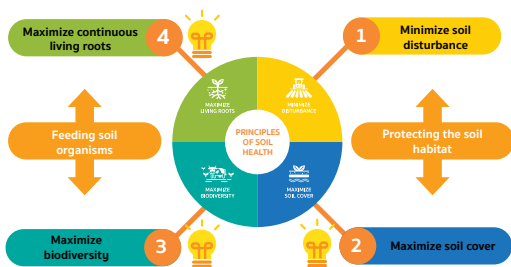 Maximize continuous
living roots
4
1
Minimize soil
disturbance
MAXIMIZE
LIVING ROOTS
MINIMIZE
DISTURBANCE
Feeding soil
organisms
PRINCIPLES
OF SOIL
HEALTH
Protecting the soil
habitat
MAXIMIZE
BIODIVERSITY
MAXIMIZE
SOIL COVER
Maximize
biodiversity
3
2
Maximize soil cover